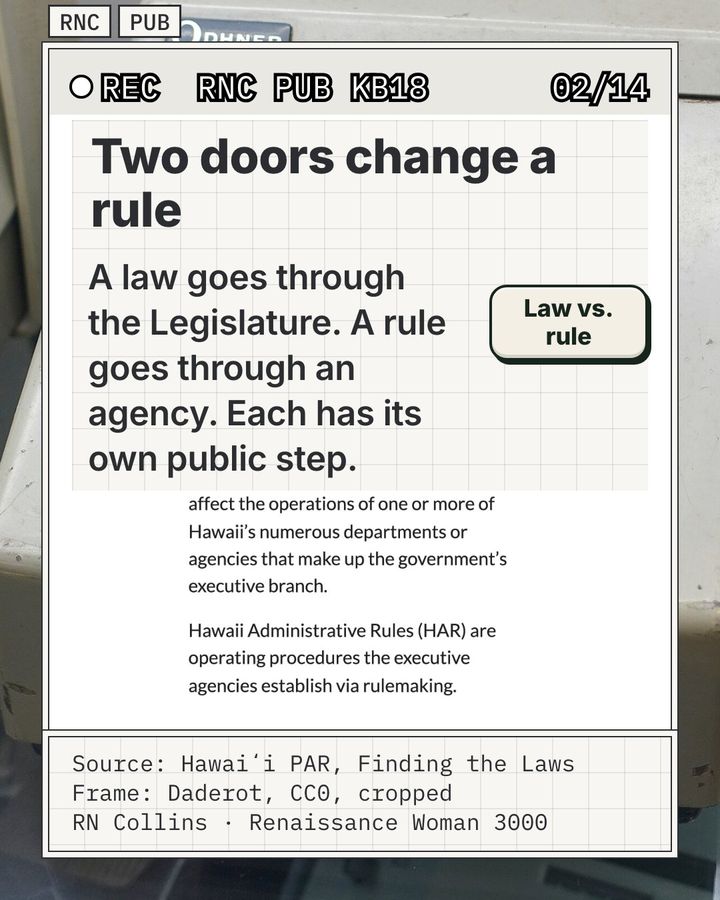 RNC PUB
ODHNER
REC RNC PUB KB18 02/14
Two doors change a
rule
A law goes through
the Legislature. A rule
goes through an
agency. Each has its
own public step.
Law vs.
rule
affect the operations of one or more of
Hawaii’s numerous departments or
agencies that make up the government’s
executive branch.
Hawaii Administrative Rules (HAR) are
operating procedures the executive
agencies establish via rulemaking.
Source: Hawaiʻi PAR, Finding the Laws
Frame: Daderot, CC0, cropped
RN Collins · Renaissance Woman 3000